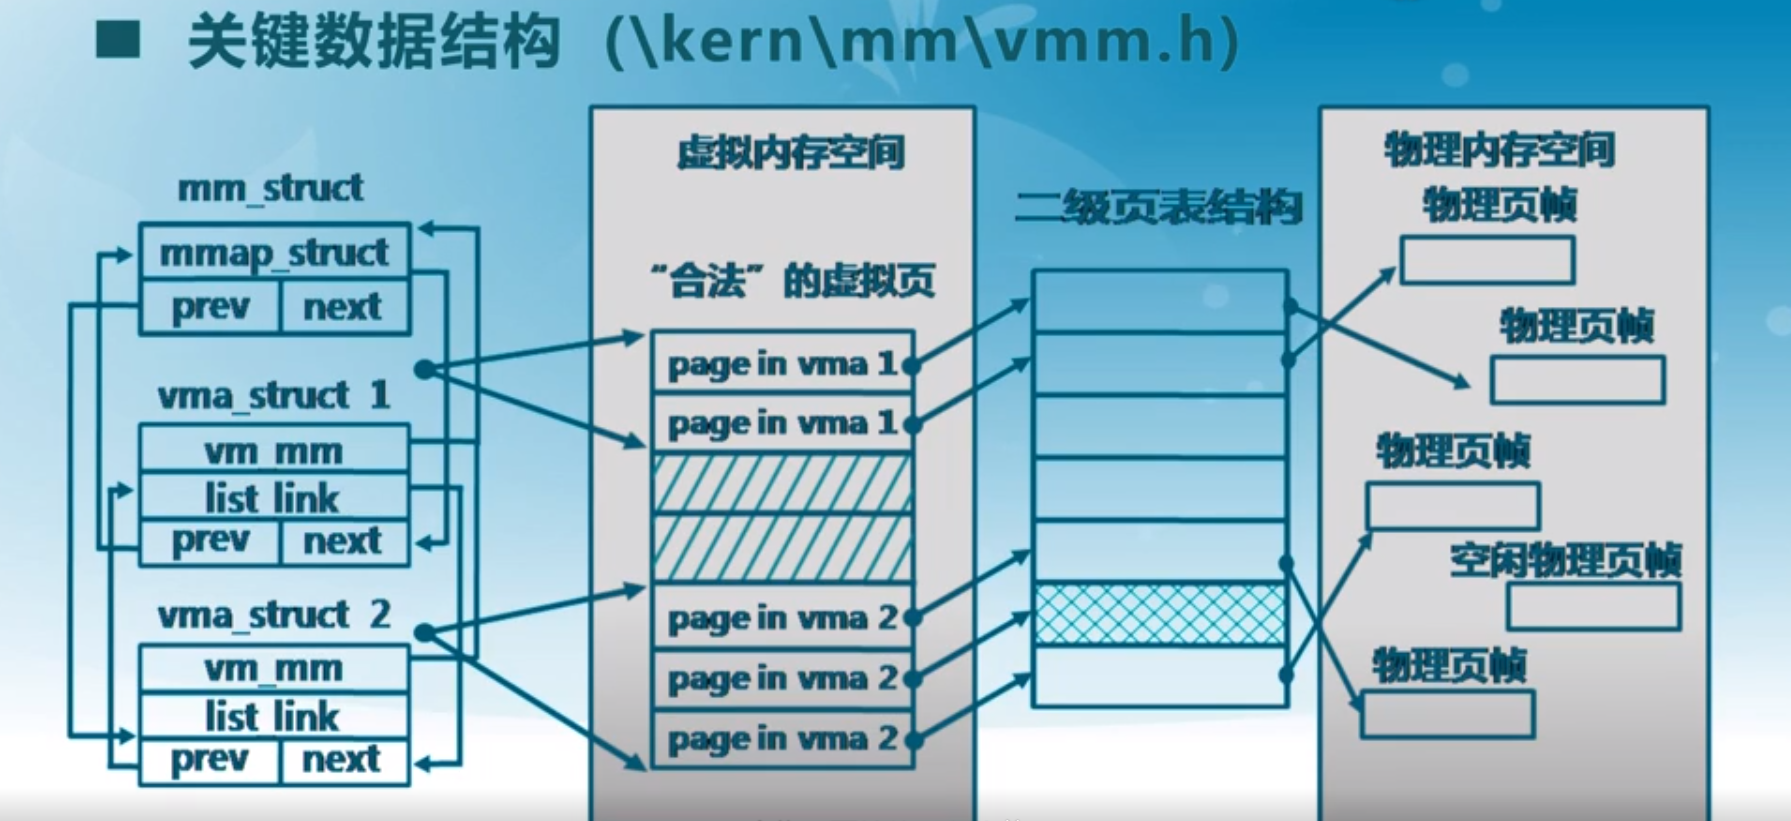 关键数据结构 (\kern\mm\vmm.h)
mm_struct
mmap_struct
prev next
vma_struct 1
vm_mm
list_link
prev next
vma_struct 2
vm_mm
list_link
prev next
虚拟内存空间
“合法”的虚拟页
page in vma 1
page in vma 1
page in vma 2
page in vma 2
page in vma 2
二级页表结构
物理内存空间
物理页帧
物理页帧
物理页帧
空闲物理页帧
物理页帧